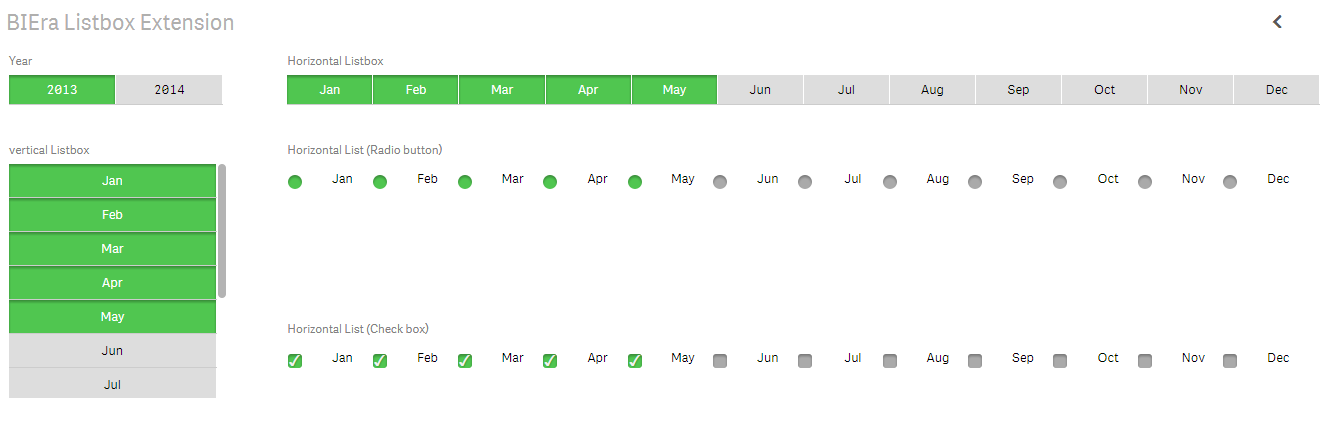 BIEra Listbox Extension
Year
2013 2014
Horizontal Listbox
Jan Feb Mar Apr May Jun Jul Aug Sep Oct Nov Dec
vertical Listbox
Jan
Feb
Mar
Apr
May
Jun
Jul
Horizontal List (Radio button)
Jan Feb Mar Apr May Jun Jul Aug Sep Oct Nov Dec
Horizontal List (Check box)
Jan Feb Mar Apr May Jun Jul Aug Sep Oct Nov Dec